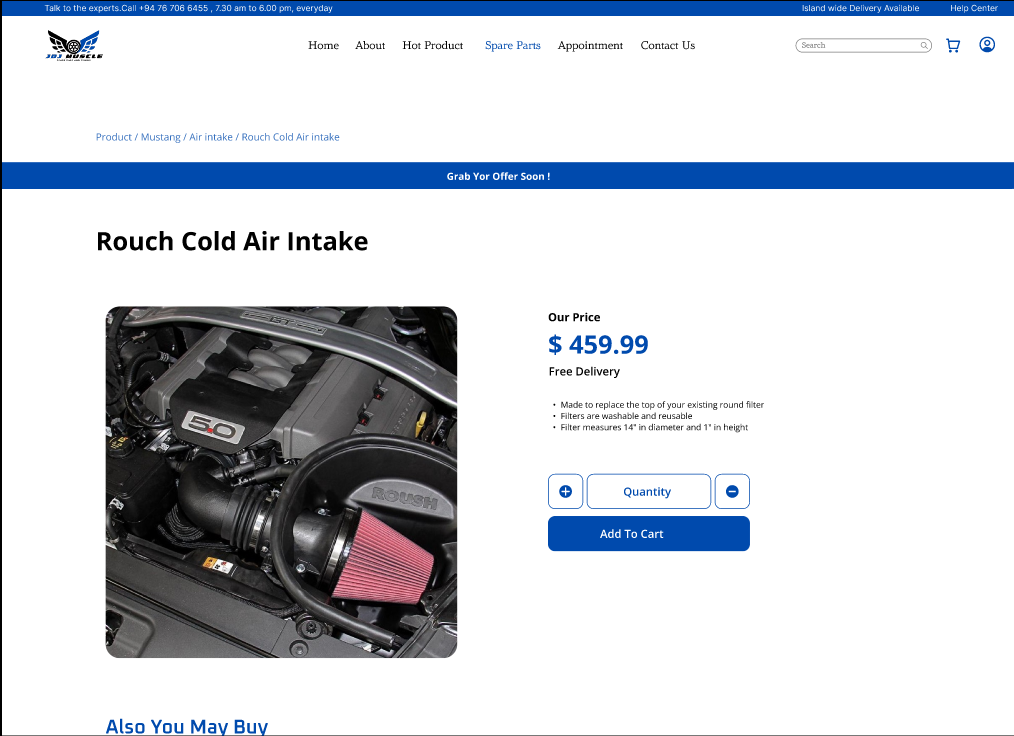 Talk to the experts.Call +94 76 706 6455 , 7.30 am to 6.00 pm, everyday
Island wide Delivery Available
Help Center
JDJ MUSCLE
Home About Hot Product Spare Parts Appointment Contact Us
Search
Product / Mustang / Air intake / Rouch Cold Air intake
Grab Yor Offer Soon !
Rouch Cold Air Intake
GT
5.0
ROUSH
Our Price
$ 459.99
Free Delivery
• Made to replace the top of your existing round filter
• Filters are washable and reusable
• Filter measures 14" in diameter and 1" in height
Quantity
Add To Cart
Also You May Buy